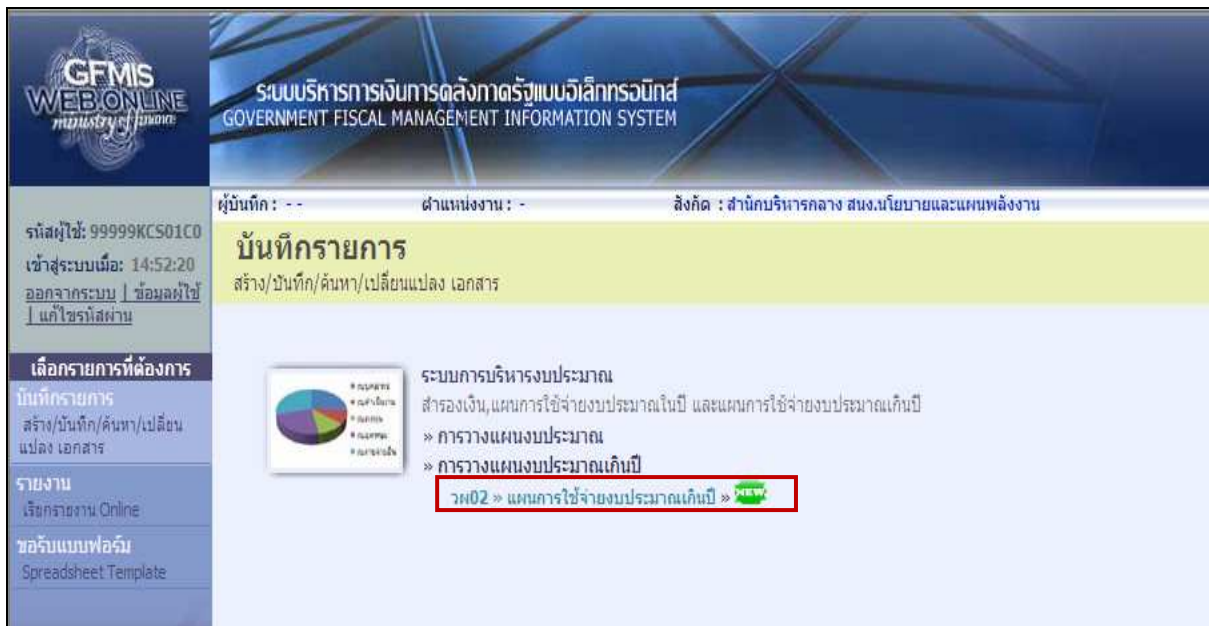 GFMIS
WEB ONLINE
ministry of finance
ระบบบริหารการเงินการคลังภาครัฐแบบอิเล็กทรอนิกส์
GOVERNMENT FISCAL MANAGEMENT INFORMATION SYSTEM
ผู้บันทึก : - - ตำแหน่งงาน : - สังกัด : สำนักบริหารกลาง สนง.นโยบายและแผนพลังงาน
รหัสผู้ใช้: 99999KCS01C0
เข้าสู่ระบบเมื่อ: 14:52:20
ออกจากระบบ | ข้อมูลผู้ใช้
| แก้ไขรหัสผ่าน
บันทึกรายการ
สร้าง/บันทึก/ค้นหา/เปลี่ยนแปลง เอกสาร
เลือกรายการที่ต้องการ
บันทึกรายการ
สร้าง/บันทึก/ค้นหา/เปลี่ยน
แปลง เอกสาร
รายงาน
เรียกรายงาน Online
ขอรับแบบฟอร์ม
Spreadsheet Template
ระบบการบริหารงบประมาณ
สำรองเงิน,แผนการใช้จ่ายงบประมาณในปี และแผนการใช้จ่ายงบประมาณเกินปี
» การวางแผนงบประมาณ
» การวางแผนงบประมาณเกินปี
วผ02 » แผนการใช้จ่ายงบประมาณเกินปี » NEW